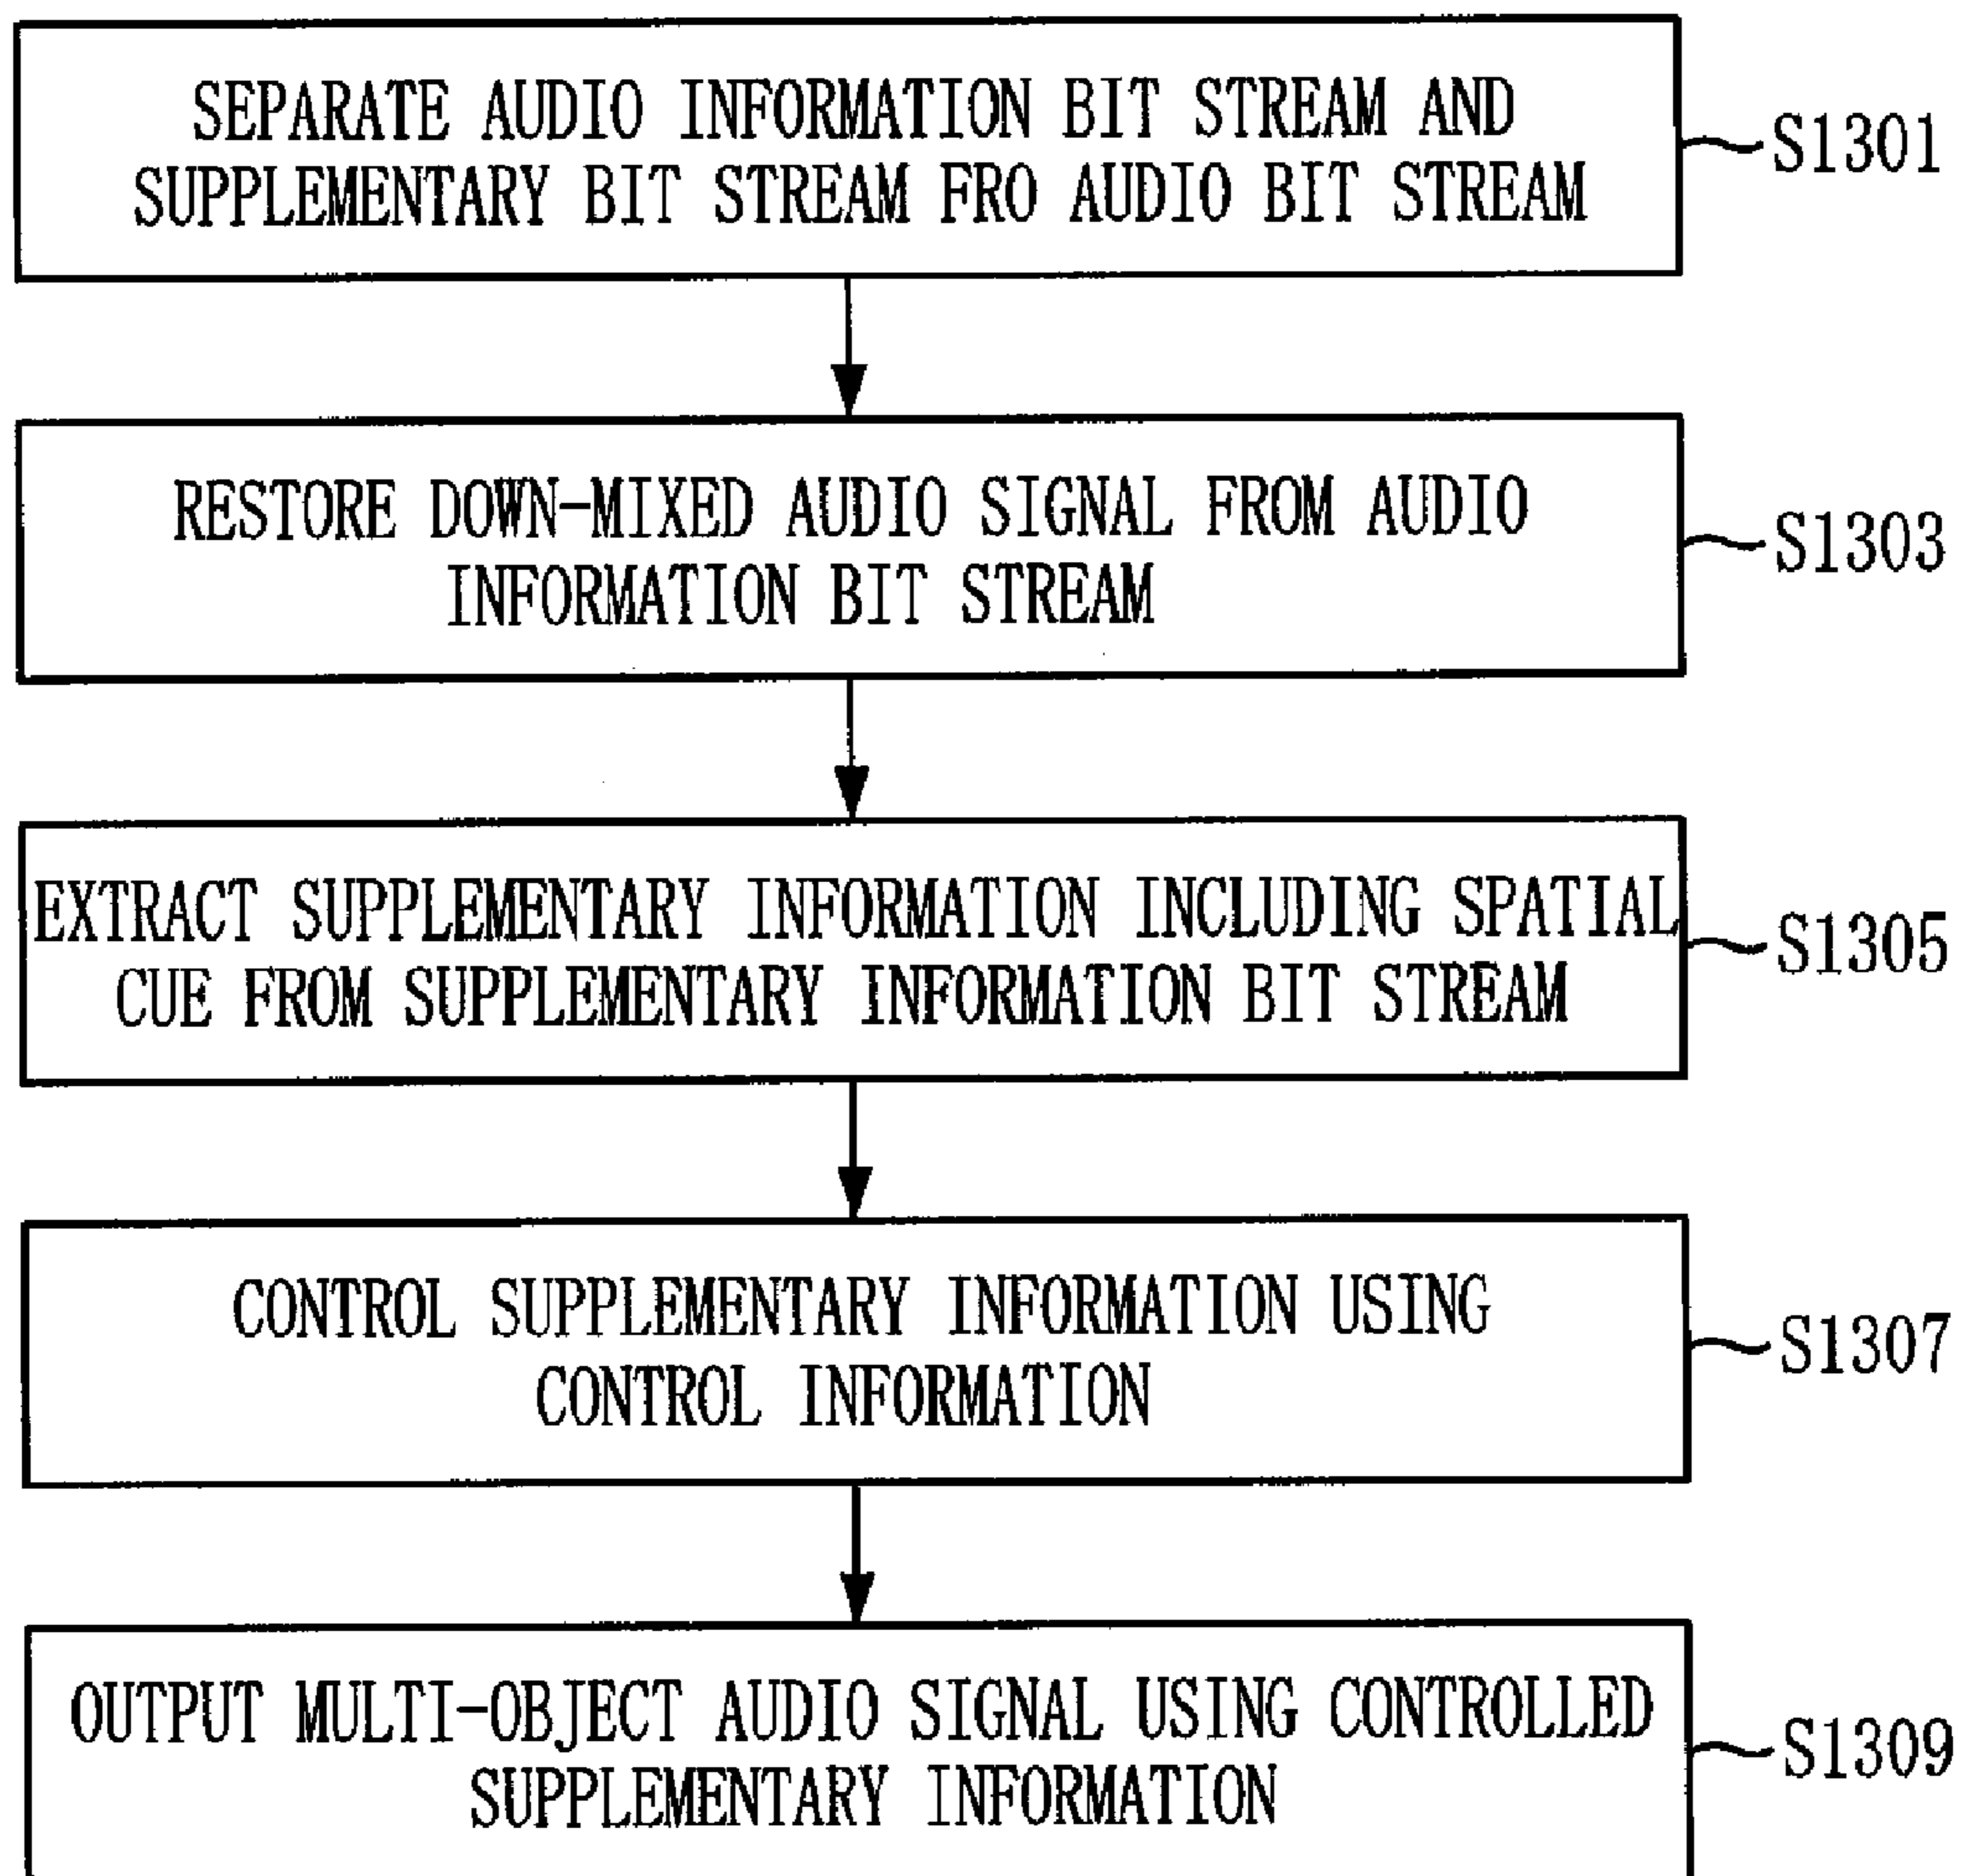 SEPARATE AUDIO INFORMATION BIT STREAM AND
SUPPLEMENTARY BIT STREAM FRO AUDIO BIT STREAM
S1301
RESTORE DOWN-MIXED AUDIO SIGNAL FROM AUDIO
INFORMATION BIT STREAM
S1303
EXTRACT SUPPLEMENTARY INFORMATION INCLUDING SPATIAL
CUE FROM SUPPLEMENTARY INFORMATION BIT STREAM
S1305
CONTROL SUPPLEMENTARY INFORMATION USING
CONTROL INFORMATION
S1307
OUTPUT MULTI-OBJECT AUDIO SIGNAL USING CONTROLLED
SUPPLEMENTARY INFORMATION
S1309